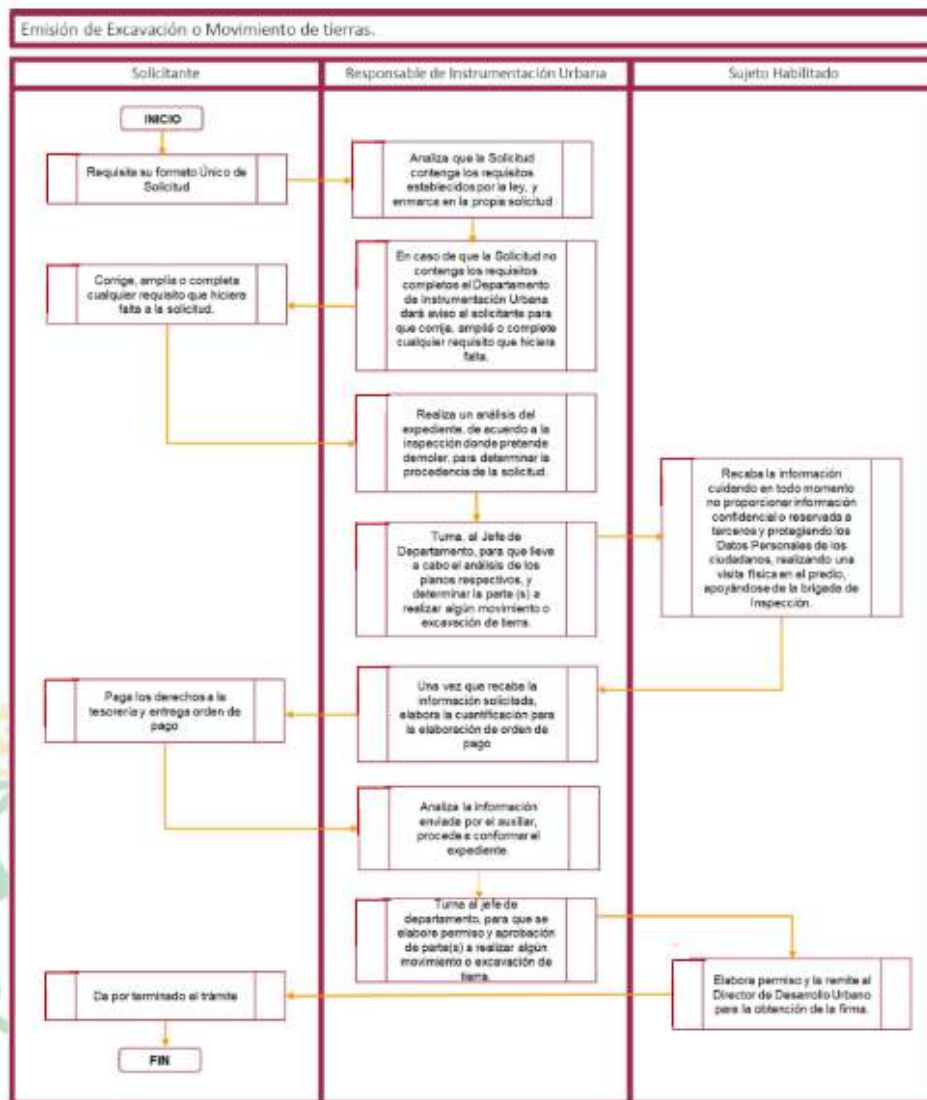 Emisión de Excavación o Movimiento de tierras.
Solicitante
Responsable de Instrumentación Urbana
Sujeto Habilitado
INICIO
Requisita su formato Único de
Solicitud
Analiza que la Solicitud
contenga los requisitos
establecidos por la ley, y
enmarca en la propia solicitud
En caso de que la Solicitud no
contenga los requisitos
completos el Departamento
de Instrumentación Urbana
dará aviso al solicitante para
que corrija, amplié o complete
cualquier requisito que hiciera
falta.
Corrige, amplia o completa
cualquier requisito que hiciera
falta a la solicitud.
Realiza un análisis del
expediente, de acuerdo a la
inspección donde pretende
demoler, para determinar la
procedencia de la solicitud.
Turna, al Jefe de
Departamento, para que lleve
a cabo el análisis de los
planos respectivos, y
determinar la parte (s) a
realizar algún movimiento o
excavación de tierra.
Recaba la información
cuidando en todo momento
no proporcionar información
confidencial o reservada a
terceros y protegiendo los
Datos Personales de los
ciudadanos, realizando una
visita física en el predio,
apoyándose de la brigada de
Inspección.
Una vez que recaba la
información solicitada,
elabora la cuantificación para
la elaboración de orden de
pago
Paga los derechos a la
tesorería y entrega orden de
pago
Analiza la información
enviada por el auxiliar,
procede a conformar el
expediente.
Turna al jefe de
departamento, para que se
elabore permiso y aprobación
de parte(s) a realizar algún
movimiento o excavación de
tierra.
Elabora permiso y la remite al
Director de Desarrollo Urbano
para la obtención de la firma.
Da por terminado el trámite
FIN